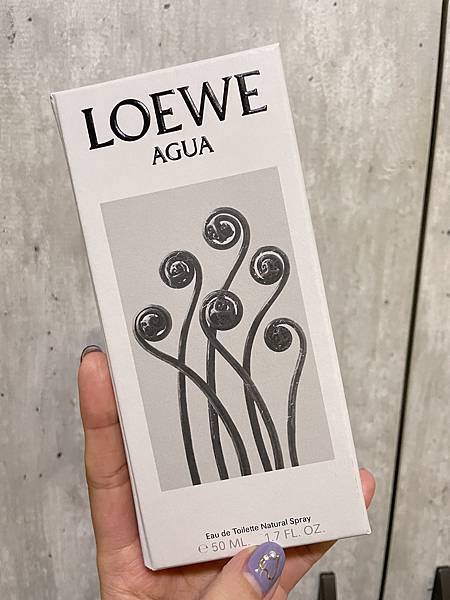 LOEWE
AGUA
Eau de Toilette Natural Spray
℮ 50 ML. 1.7 FL. OZ.